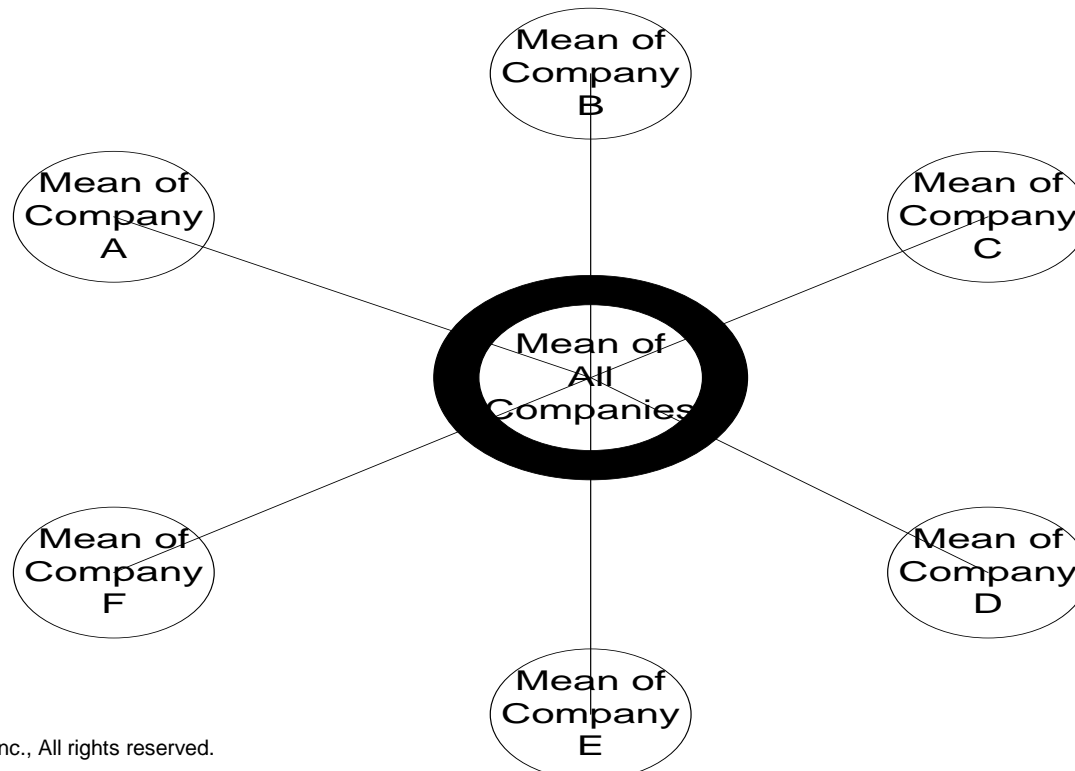 Mean of
Company
B
Mean of
Company
A
Mean of
Company
C
Mean of
All
Companies
Mean of
Company
F
Mean of
Company
D
Mean of
Company
E
nc., All rights reserved.